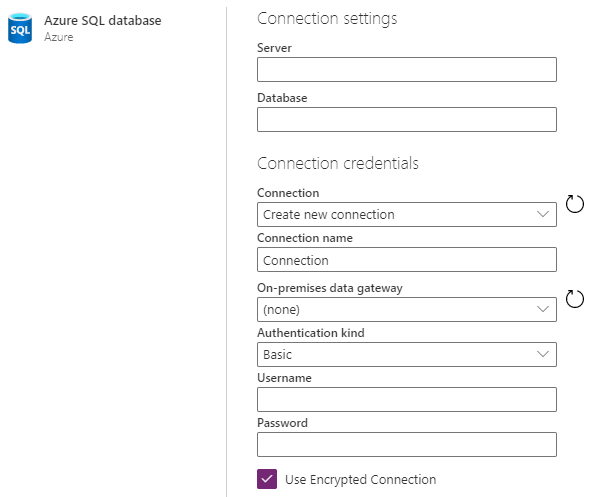 SQL
Azure SQL database
Azure
Connection settings
Server
Database
Connection credentials
Connection
Create new connection
Connection name
Connection
On-premises data gateway
(none)
Authentication kind
Basic
Username
Password
Use Encrypted Connection